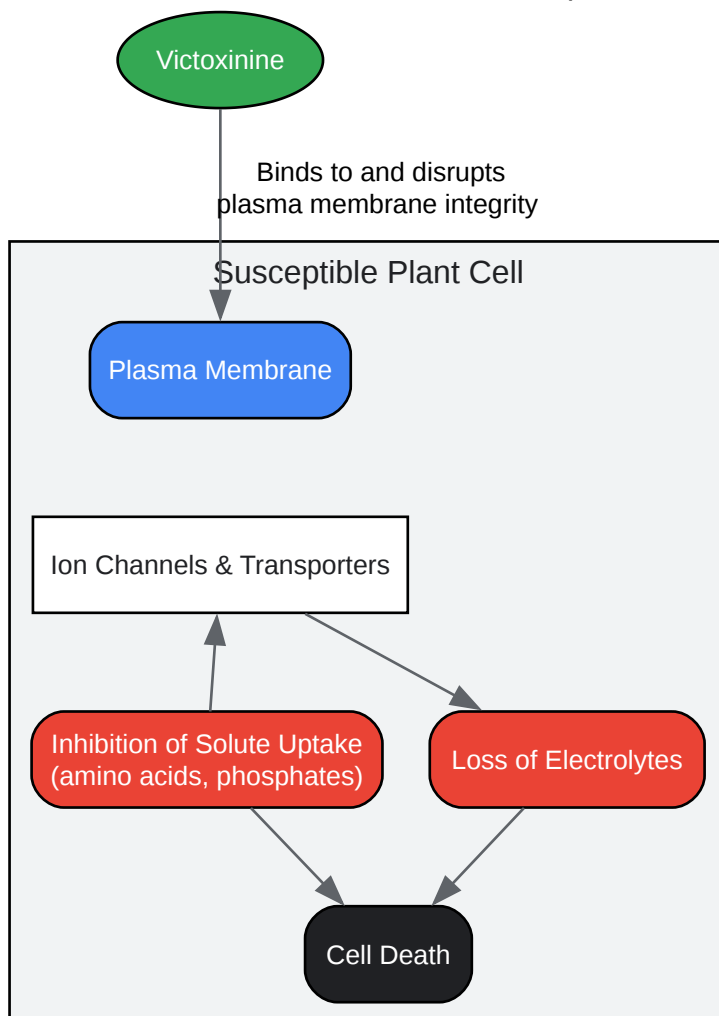 Victoxinine
Binds to and disrupts
plasma membrane integrity
Susceptible Plant Cell
Plasma Membrane
Ion Channels & Transporters
Inhibition of Solute Uptake
(amino acids, phosphates)
Loss of Electrolytes
Cell Death